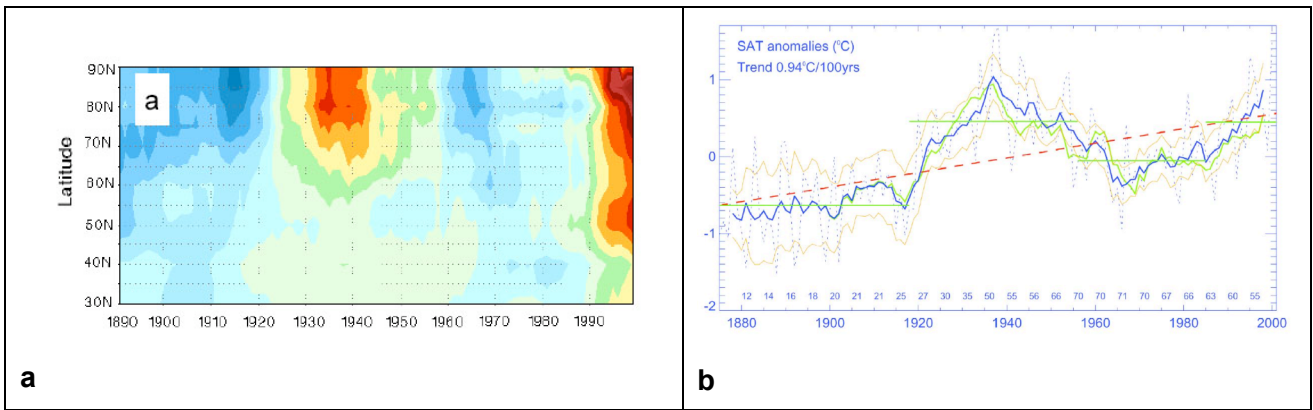 a
90N
80N
70N
60N
50N
40N
30N
Latitude
1890 1900 1910 1920 1930 1940 1950 1960 1970 1980 1990
a
SAT anomalies (°C)
Trend 0.94°C/100yrs
1
0
-1
-2
12 14 16 18 20 21 21 25 27 30 35 50 55 56 66 70 70 71 70 67 66 63 60 55
1880 1900 1920 1940 1960 1980 2000
b